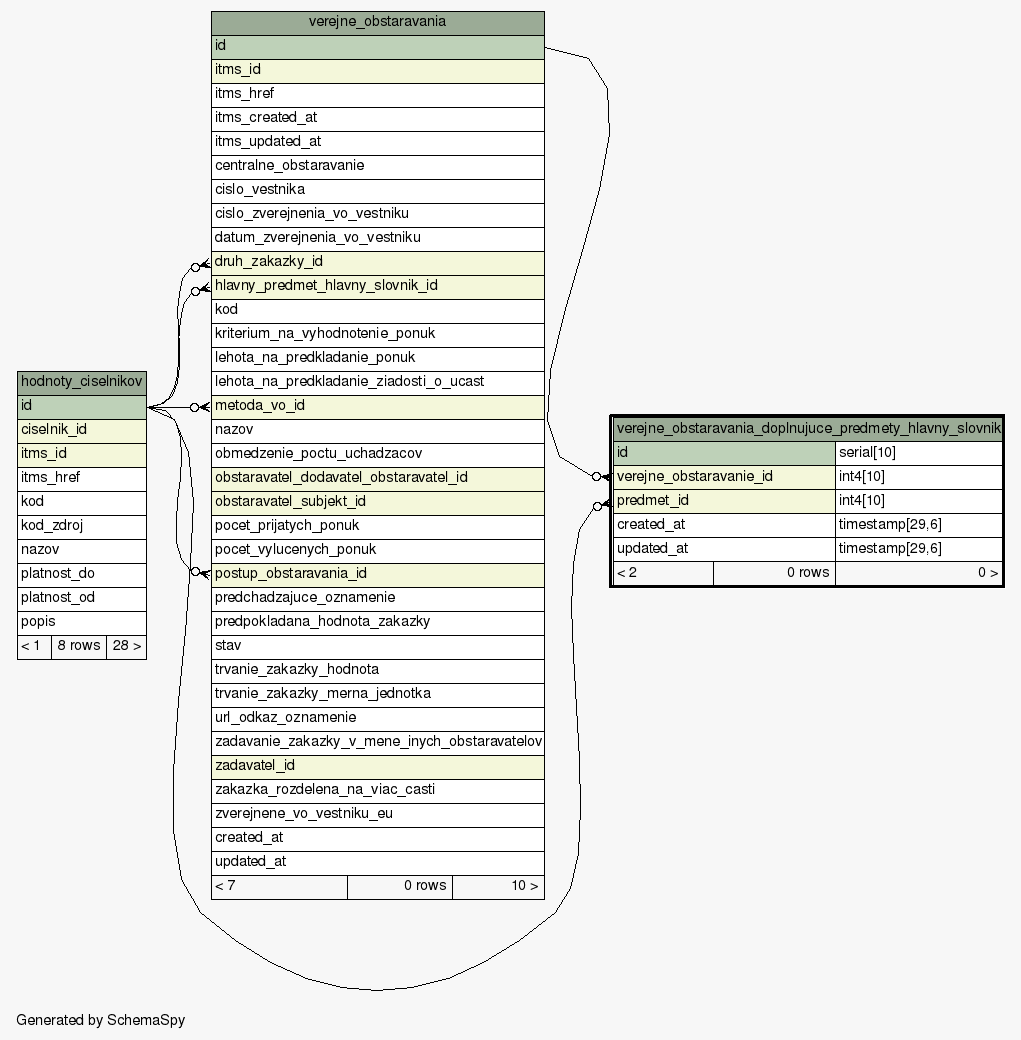 verejne_obstaravania
id
itms_id
itms_href
itms_created_at
itms_updated_at
centralne_obstaravanie
cislo_vestnika
cislo_zverejnenia_vo_vestniku
datum_zverejnenia_vo_vestniku
druh_zakazky_id
hlavny_predmet_hlavny_slovnik_id
kod
kriterium_na_vyhodnotenie_ponuk
lehota_na_predkladanie_ponuk
lehota_na_predkladanie_ziadosti_o_ucast
metoda_vo_id
nazov
obmedzenie_poctu_uchadzacov
obstaravatel_dodavatel_obstaravatel_id
obstaravatel_subjekt_id
pocet_prijatych_ponuk
pocet_vylucenych_ponuk
postup_obstaravania_id
predchadzajuce_oznamenie
predpokladana_hodnota_zakazky
stav
trvanie_zakazky_hodnota
trvanie_zakazky_merna_jednotka
url_odkaz_oznamenie
zadavanie_zakazky_v_mene_inych_obstaravatelov
zadavatel_id
zakazka_rozdelena_na_viac_casti
zverejnene_vo_vestniku_eu
created_at
updated_at
< 7 0 rows 10 >
hodnoty_ciselnikov
id
ciselnik_id
itms_id
itms_href
kod
kod_zdroj
nazov
platnost_do
platnost_od
popis
< 1 8 rows 28 >
verejne_obstaravania_doplnujuce_predmety_hlavny_slovnik
id serial[10]
verejne_obstaravanie_id int4[10]
predmet_id int4[10]
created_at timestamp[29,6]
updated_at timestamp[29,6]
< 2 0 rows 0 >
Generated by SchemaSpy